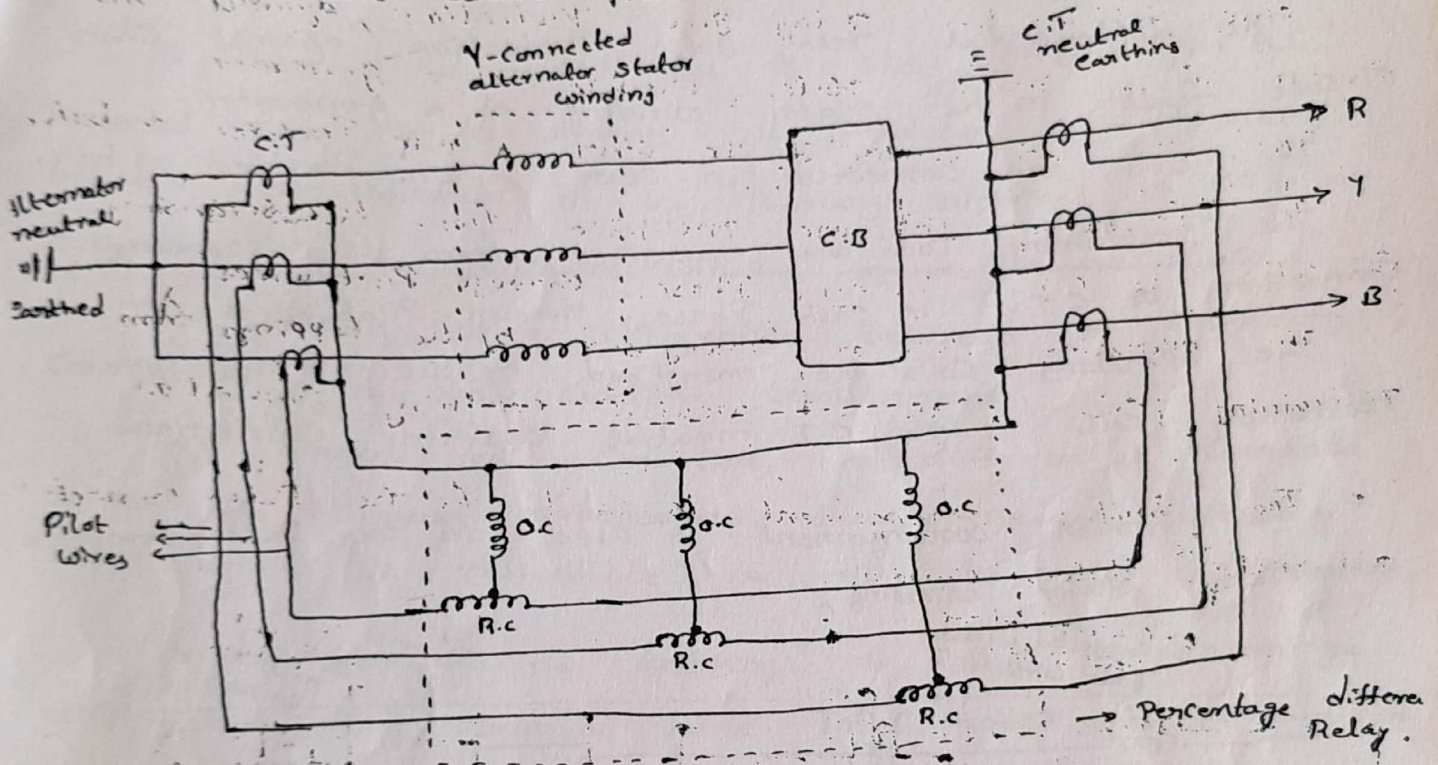 Y-Connected
alternator stator
winding
C.T
neutral
earthing
C.T
R
Alternator
neutral
Y
C.B
B
Earthed
O.C
O.C
O.C
Pilot
wires
R.C
R.C
R.C
→ Percentage differe
Relay.